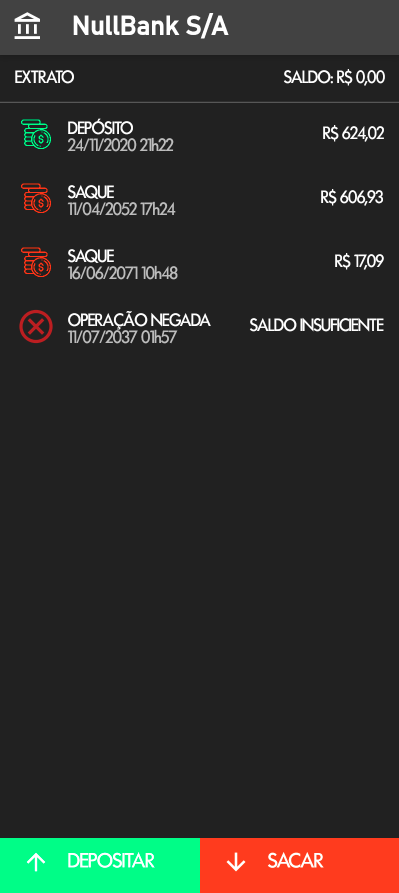 NullBank S/A
EXTRATO SALDO: R$ 0,00
DEPÓSITO R$ 624,02
24/11/2020 21h22
SAQUE R$ 606,93
11/04/2052 17h24
SAQUE R$ 17,09
16/06/2071 10h48
OPERAÇÃO NEGADA SALDO INSUFICIENTE
11/07/2037 01h57
DEPOSITAR SACAR